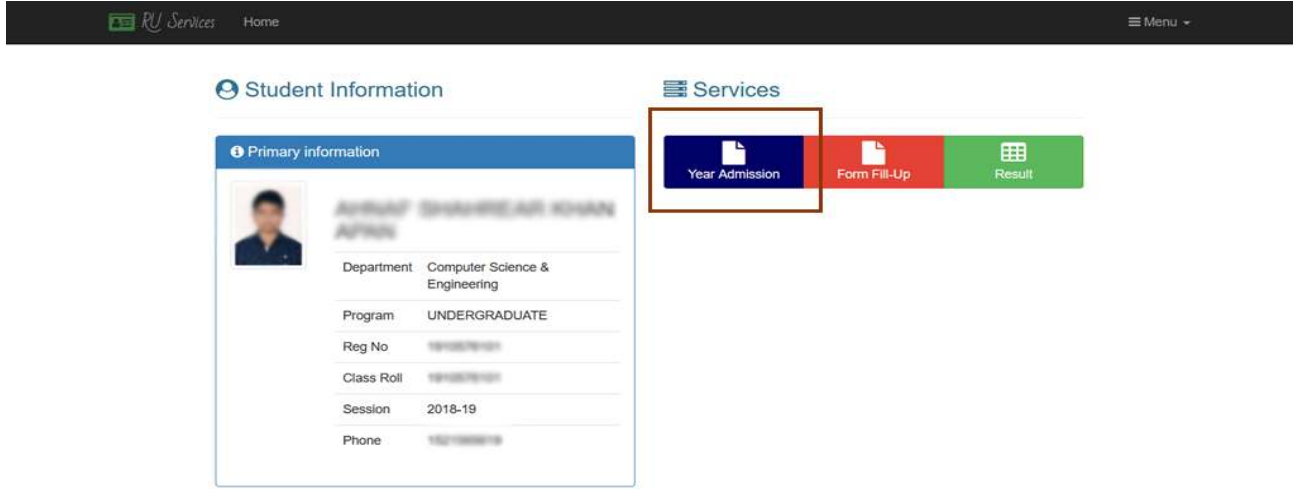 RU Services Home Menu
Student Information
Services
Primary information
Year Admission Form Fill-Up Result
Department Computer Science &
Engineering
Program UNDERGRADUATE
Reg No
Class Roll
Session 2018-19
Phone